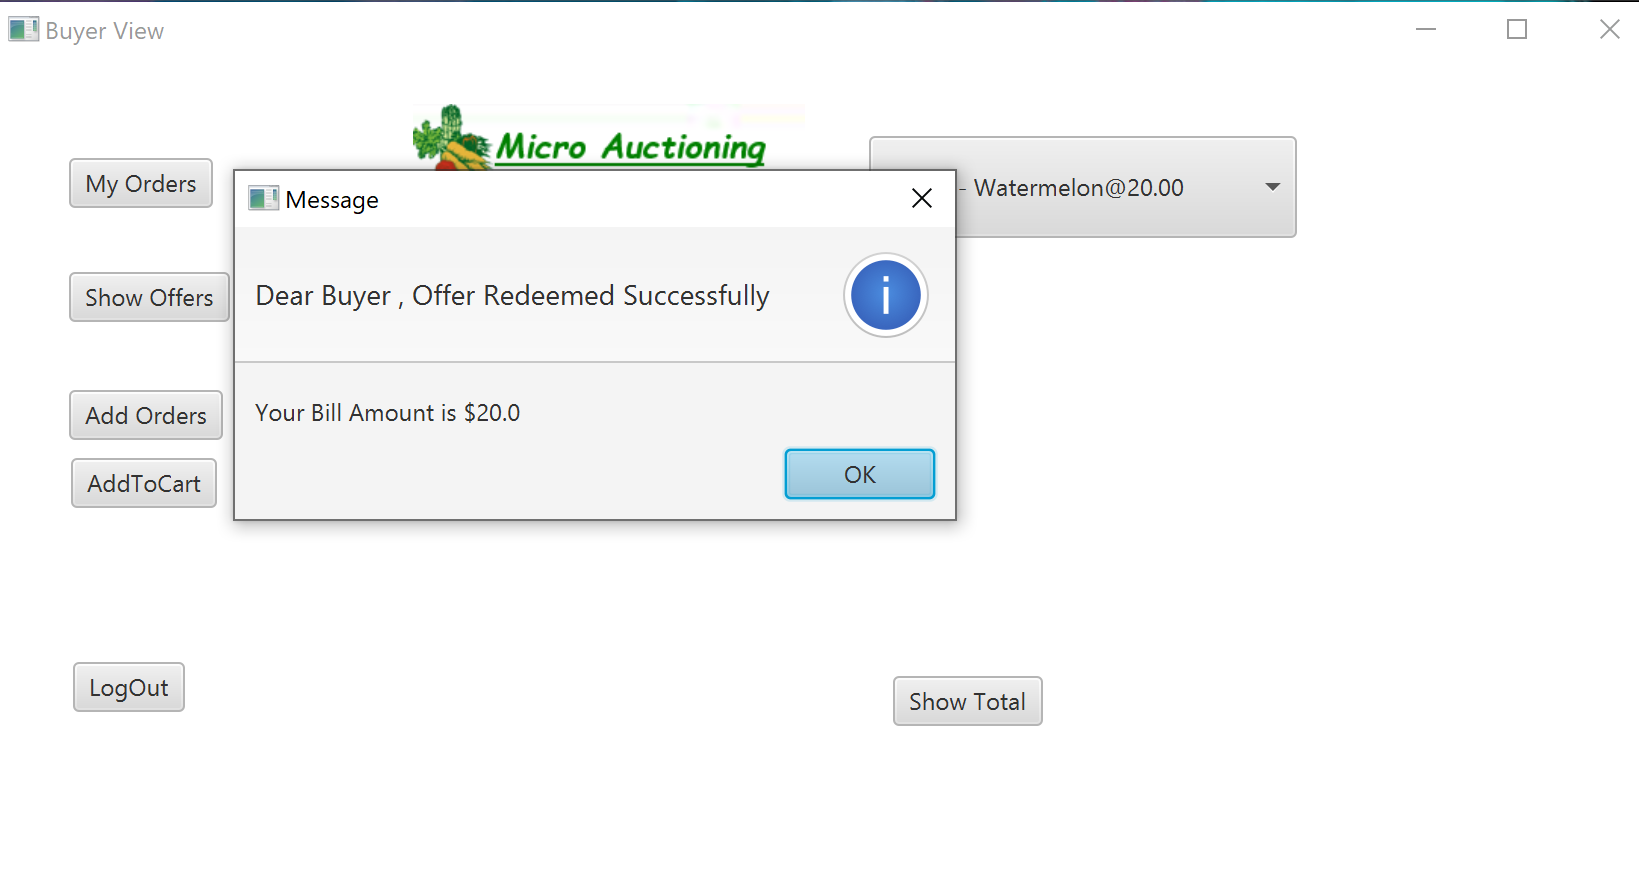 Buyer View
Micro Auctioning
My Orders
- Watermelon@20.00
Message
Show Offers
Dear Buyer , Offer Redeemed Successfully
Add Orders
Your Bill Amount is $20.0
AddToCart
OK
LogOut
Show Total